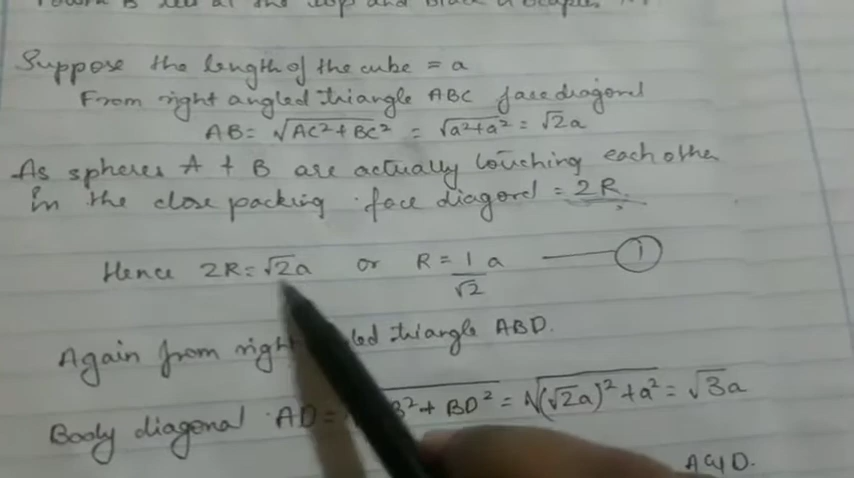 at the
Suppose the length of the cube = a
From right angled triangle ABC face diagonal
AB = √AC²+BC² = √a²+a² = √2a
As spheres A + B are actually touching each other
In the close packing . face diagonal = 2R.
Hence 2R = √2a or R = 1/√2 a ——— ①
Again from right led triangle ABD.
Body diagonal AD = B² + BD² = √(√2a)² + a² = √3a